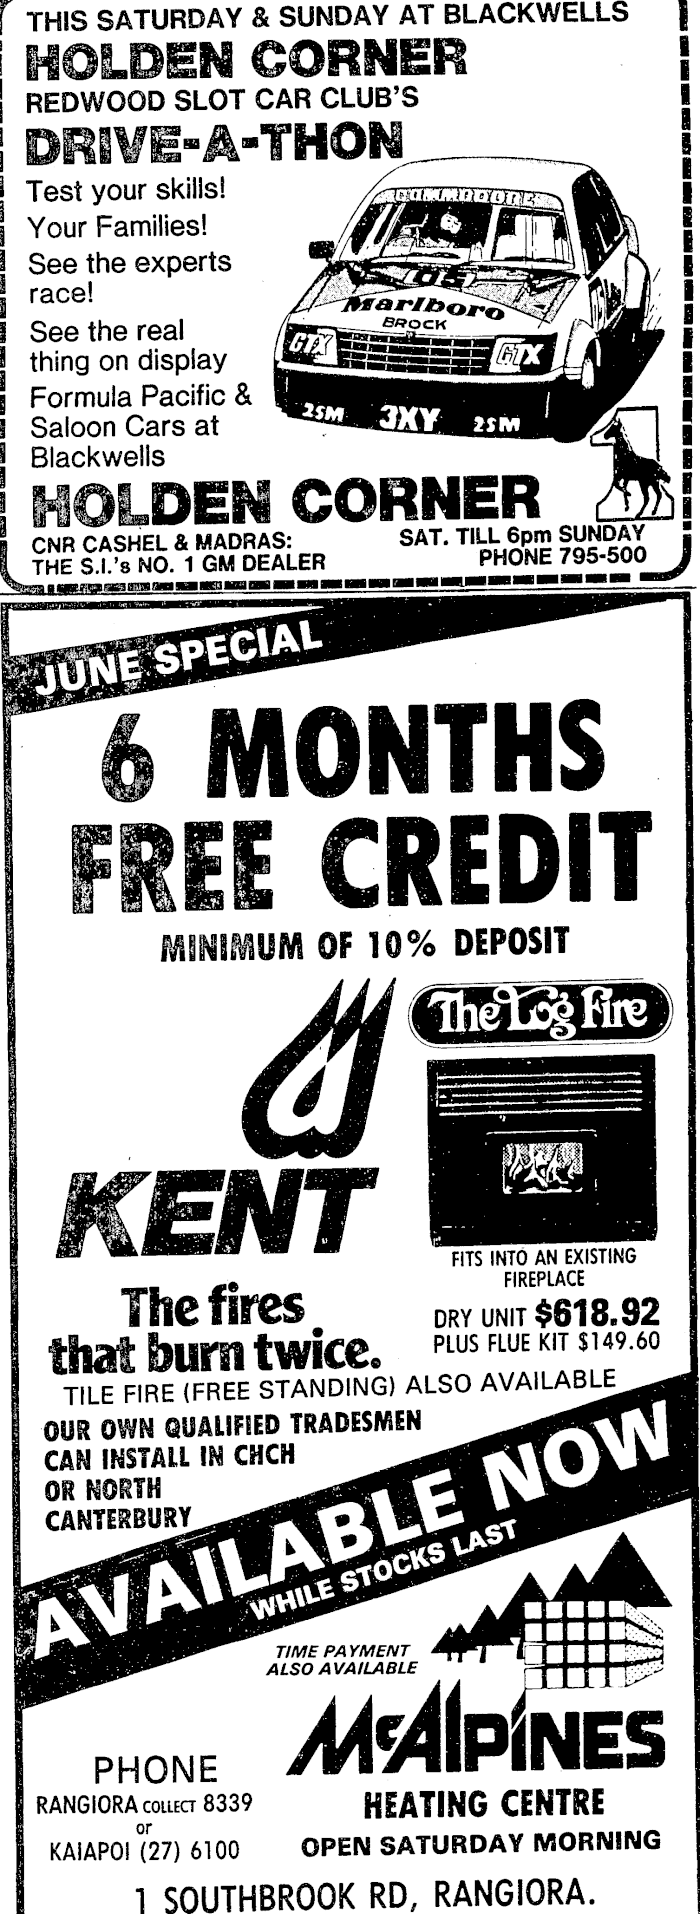 THIS SATURDAY & SUNDAY AT BLACKWELLS
HOLDEN CORNER
REDWOOD SLOT CAR CLUB'S
DRIVE-A-THON
Test your skills!
Your Families!
See the experts
race!
See the real
thing on display
Formula Pacific &
Saloon Cars at
Blackwells
COMMODORE
05
Marlboro
BROCK
GTX
GTX
25M 3XY 25M
HOLDEN CORNER
CNR CASHEL & MADRAS:
THE S.I.'s NO. 1 GM DEALER
SAT. TILL 6pm SUNDAY
PHONE 795-500
JUNE SPECIAL
6 MONTHS
FREE CREDIT
MINIMUM OF 10% DEPOSIT
The Log Fire
KENT
The fires
that burn twice.
FITS INTO AN EXISTING
FIREPLACE
DRY UNIT $618.92
PLUS FLUE KIT $149.60
TILE FIRE (FREE STANDING) ALSO AVAILABLE
OUR OWN QUALIFIED TRADESMEN
CAN INSTALL IN CHCH
OR NORTH
CANTERBURY
AVAILABLE NOW
WHILE STOCKS LAST
TIME PAYMENT
ALSO AVAILABLE
McAlpines
HEATING CENTRE
OPEN SATURDAY MORNING
PHONE
RANGIORA COLLECT 8339
or
KAIAPOI (27) 6100
1 SOUTHBROOK RD, RANGIORA.